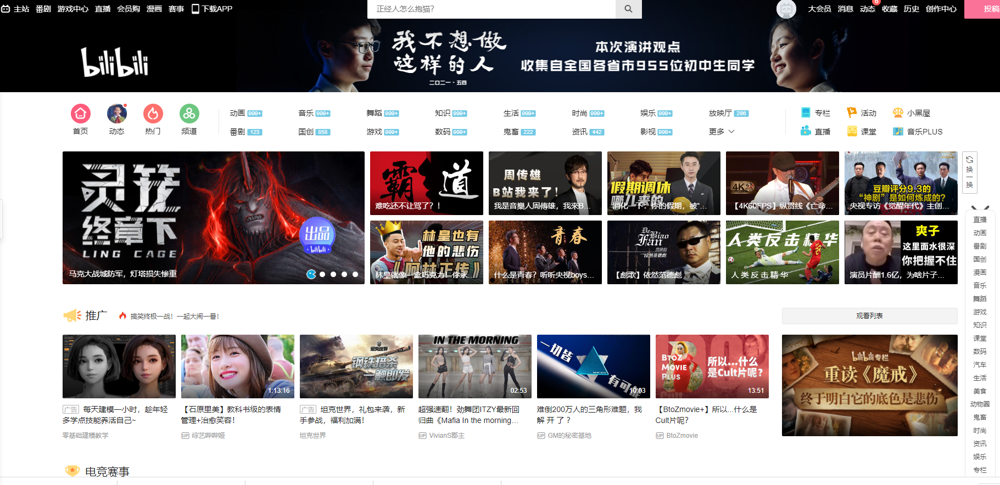 主站 番剧 游戏中心 直播 会员购 漫画 赛事 下载APP
正经人怎么抱猫?
大会员 消息 动态 收藏 历史 创作中心 投稿
6
bilibili
我不想做
这样的人
二〇二一·五四
本次演讲观点
收集自全国各省市955位初中生同学
首页 动态 热门 频道
动画 999+ 音乐 999+ 舞蹈 999+ 知识 999+ 生活 999+ 时尚 999+ 娱乐 999+ 放映厅 286
番剧 123 国创 858 游戏 999+ 数码 999+ 鬼畜 222 资讯 442 影视 999+ 更多
专栏 活动 小黑屋
直播 课堂 音乐PLUS
灵笼
终章下
LING CAGE
出品
bilibili
马克大战城防军，灯塔损失惨重
霸道
难吃还不让骂了？！
周传雄
B站我来了！
我是音樂人周傳雄，我來B...
假期调休
哪儿来的
消化一下：你的假期，被“...
4K
【4K60FPS】纵贯线《亡命...
豆瓣评分9.3的
“神剧”是如何炼成的?
央视专访《觉醒年代》主创...
换一换
林皇也有
他的悲伤
《阿林正传》
林皇就像一盒巧克力！你永...
青春
什么是青春？听听央视boys...
De Biao
Fan
范德彪
依然范德彪
【彪歌】依然范德彪
人类反击精华
人 类 反 击 精 华
爽子
这里面水很深
你把握不住
演员片酬1.6亿，为啥片子...
推广 搞笑终极一战！一起大闹一番！
观看列表
1:13:16
坦克世界
钢铁猎杀
一触即发
IN THE MORNING
02:53
一切皆
有可能
10:03
BTOZ
MOVIE
PLUS
所以...什么
是Cult片呢?
13:51
bilibili专栏
重读《魔戒》
终于明白它的底色是悲伤
广告 每天建模一小时，趁年轻
多学点技能养活自己~
零基础建模教学
【石原里美】教科书级的表情
管理+治愈笑容！
UP 综艺哔哔姬
广告 坦克世界，礼包来袭，新
手参战，福利加满！
坦克世界
超强速翻！劲舞团ITZY最新回
归曲《Mafia In the morning...
UP VivianS郡主
难倒200万人的三角形难题，我
解 开 了 ？
UP GM的秘密基地
【BtoZmovie+】所以...什么是
Cult片呢?
UP BtoZmovie
电竞赛事
直播
动画
番剧
国创
漫画
音乐
舞蹈
游戏
知识
课堂
数码
汽车
生活
美食
动物圈
鬼畜
时尚
资讯
娱乐
专栏